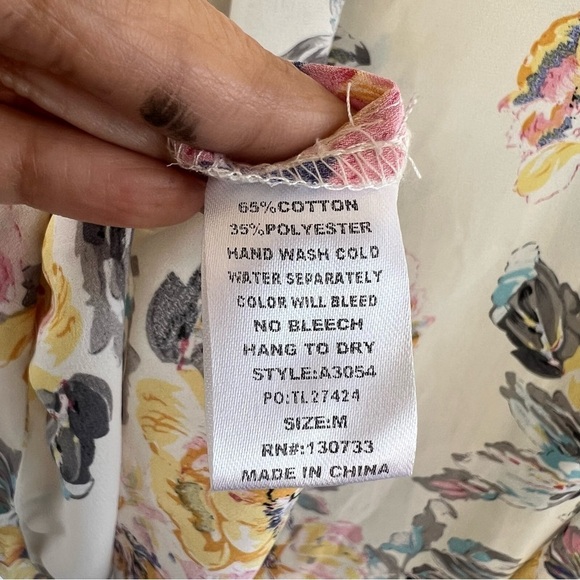 65%COTTON
35%POLYESTER
HAND WASH COLD
WATER SEPARATELY
COLOR WILL BLEED
NO BLEECH
HANG TO DRY
STYLE:A3054
PO:TL27424
SIZE:M
RN#:130733
MADE IN CHINA